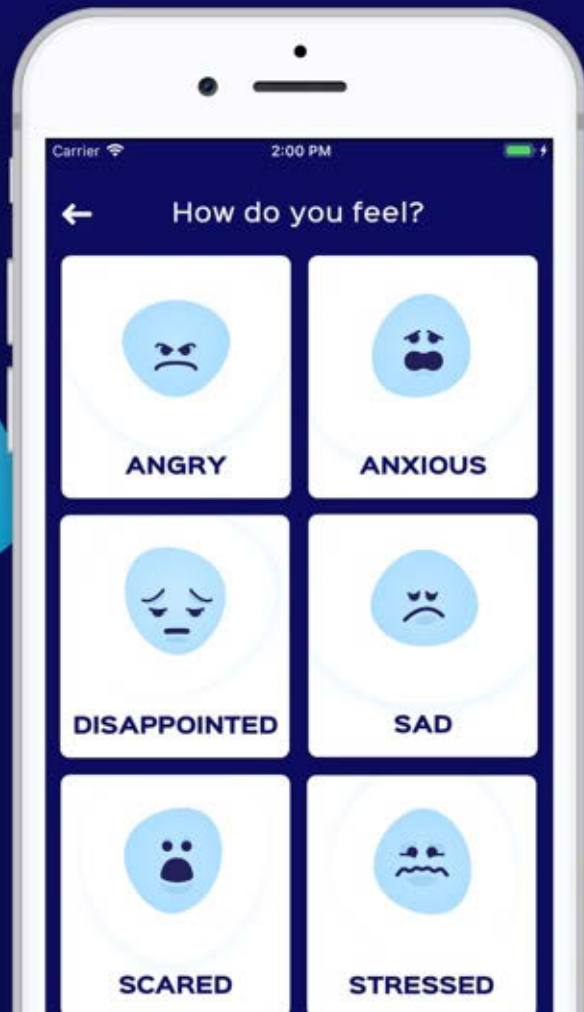 Carrier 2:00 PM
How do you feel?
ANGRY ANXIOUS
DISAPPOINTED SAD
SCARED STRESSED